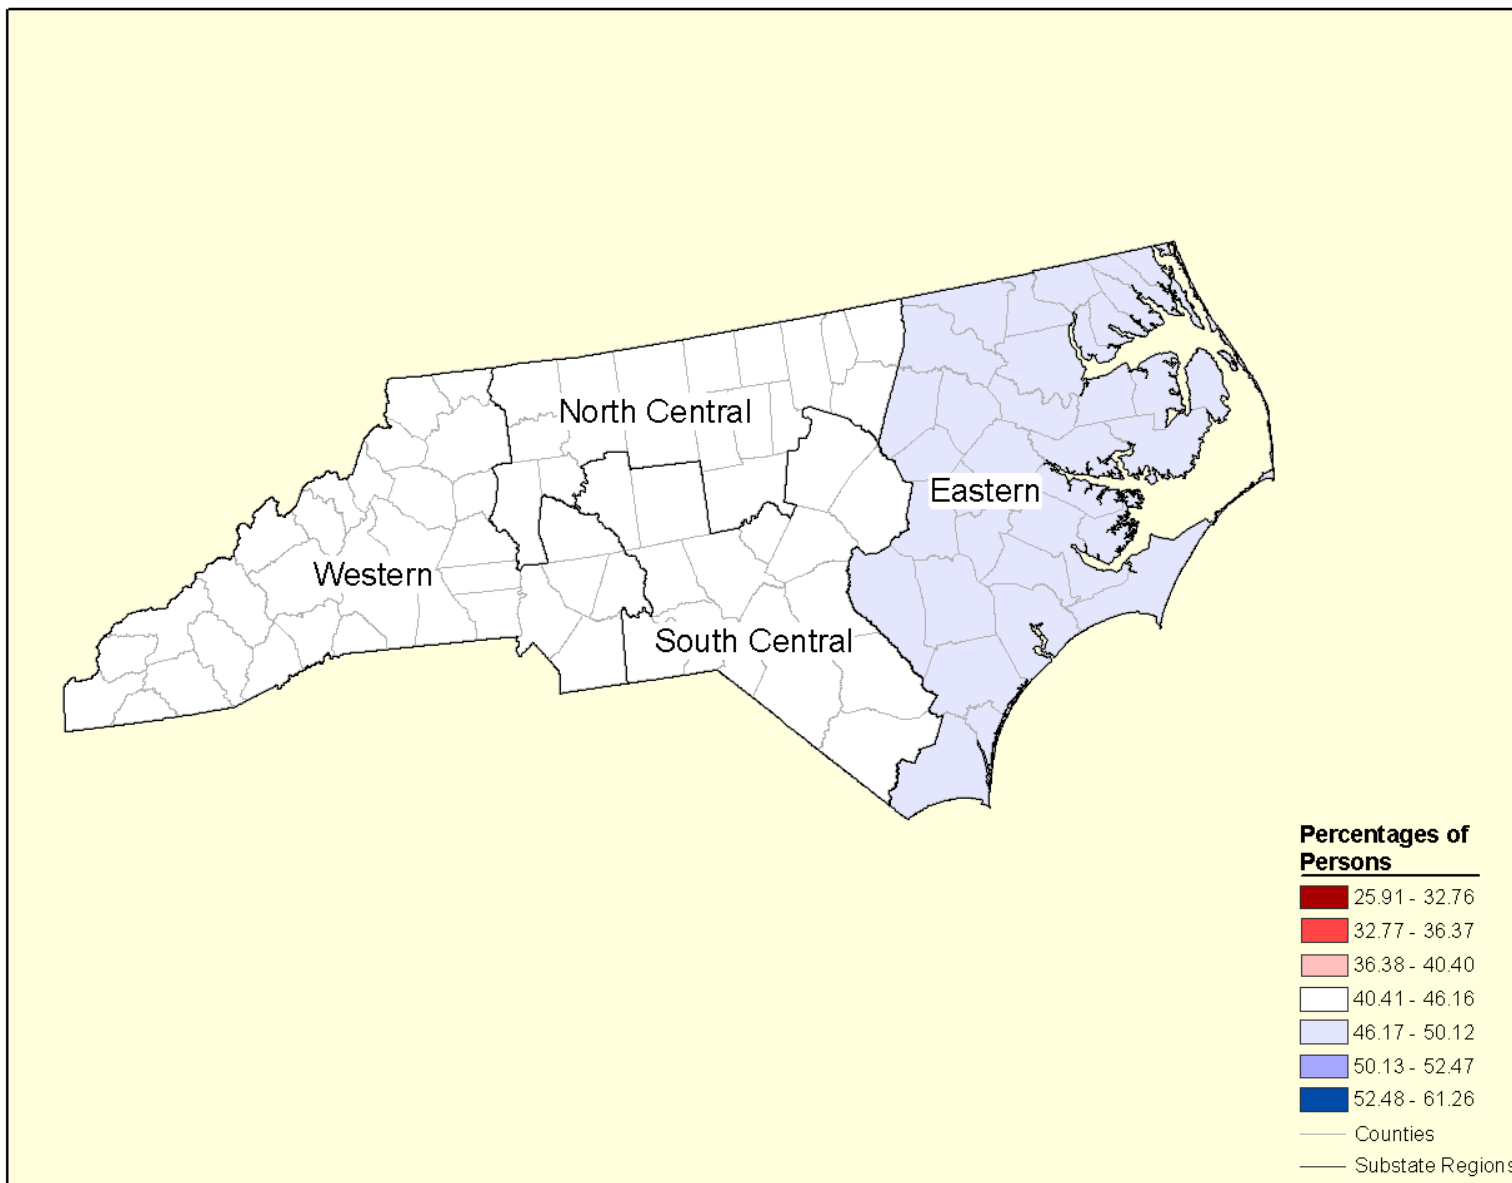 North Central
Eastern
Western
South Central
Percentages of
Persons
25.91 - 32.76
32.77 - 36.37
36.38 - 40.40
40.41 - 46.16
46.17 - 50.12
50.13 - 52.47
52.48 - 61.26
Counties
Substate Regions